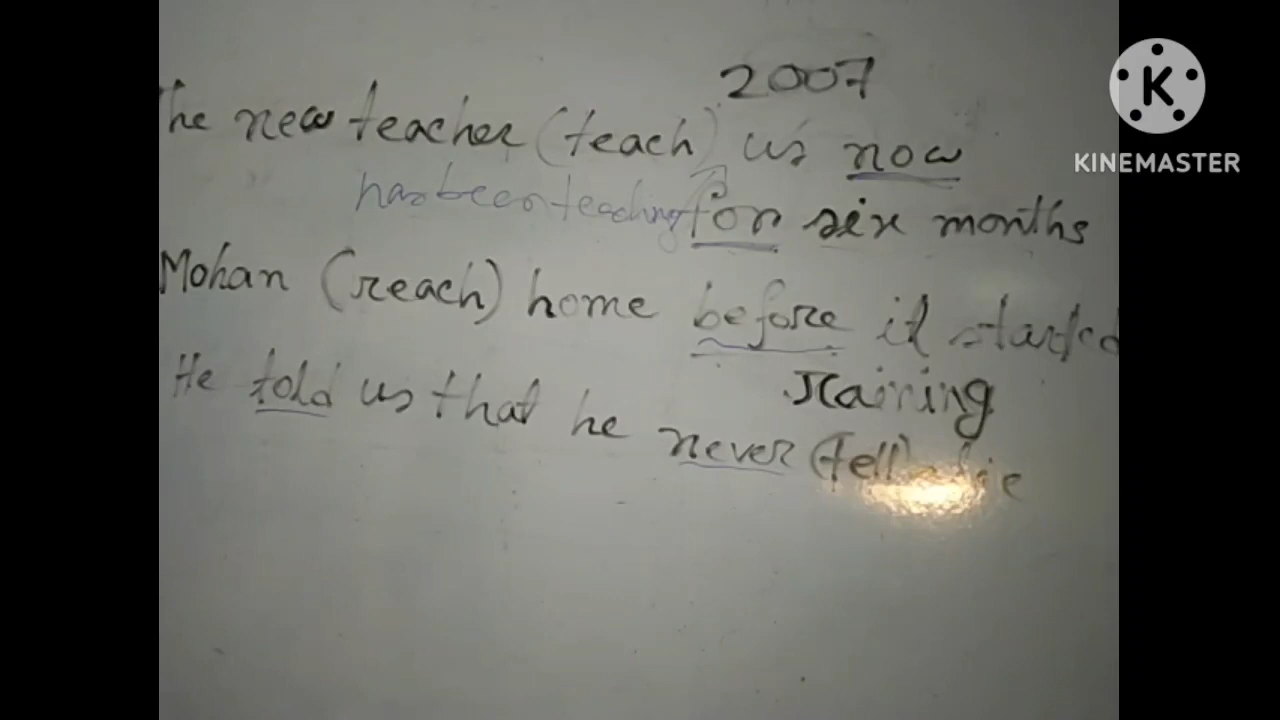 2007
The new teacher (teach) us now
has been teaching for six months
Mohan (reach) home before it started
raining
He told us that he never (tell) a lie
KINEMASTER